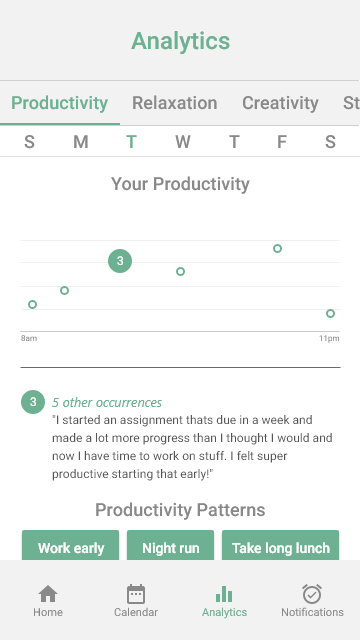 Analytics
Productivity Relaxation Creativity St
S M T W T F S
Your Productivity
3
8am 11pm
3 5 other occurrences
"I started an assignment thats due in a week and
made a lot more progress than I thought I would and
now I have time to work on stuff. I felt super
productive starting that early!"
Productivity Patterns
Work early Night run Take long lunch
Home Calendar Analytics Notifications